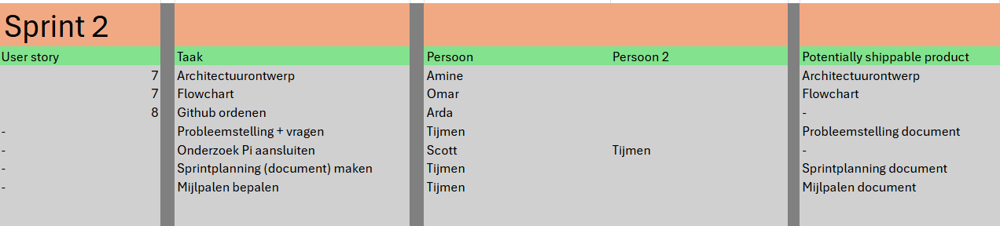 Sprint 2
User story Taak Persoon Persoon 2 Potentially shippable product
7 Architectuurontwerp Amine Architectuurontwerp
7 Flowchart Omar Flowchart
8 Github ordenen Arda -
- Probleemstelling + vragen Tijmen Probleemstelling document
- Onderzoek Pi aansluiten Scott Tijmen -
- Sprintplanning (document) maken Tijmen Sprintplanning document
- Mijlpalen bepalen Tijmen Mijlpalen document